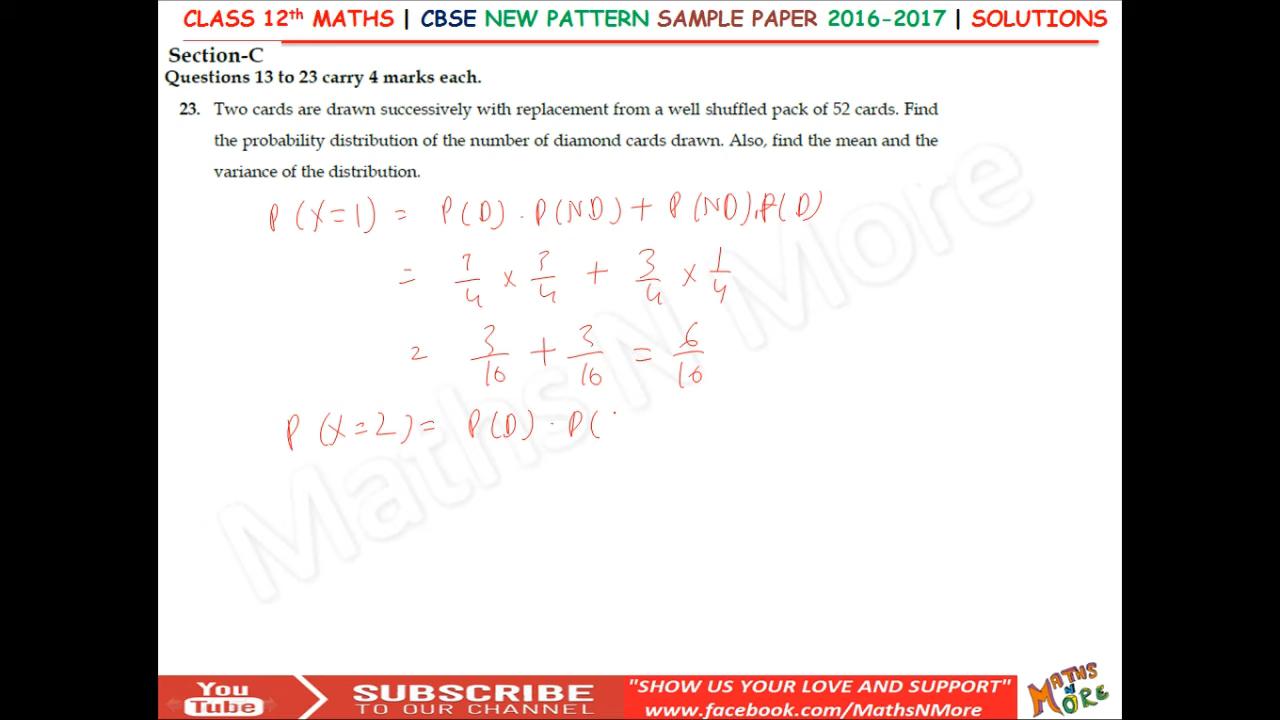 CLASS 12th MATHS | CBSE NEW PATTERN SAMPLE PAPER 2016-2017 | SOLUTIONS
Section-C
Questions 13 to 23 carry 4 marks each.
23. Two cards are drawn successively with replacement from a well shuffled pack of 52 cards. Find
the probability distribution of the number of diamond cards drawn. Also, find the mean and the
variance of the distribution.
P(X=1) = P(D) . P(ND) + P(ND).P(D)
= 1/4 × 3/4 + 3/4 × 1/4
= 3/16 + 3/16 = 6/16
P(X=2) = P(D) . P(
Maths N More
You Tube
SUBSCRIBE
TO OUR CHANNEL
"SHOW US YOUR LOVE AND SUPPORT"
www.facebook.com/MathsNMore
MATHS N MORE